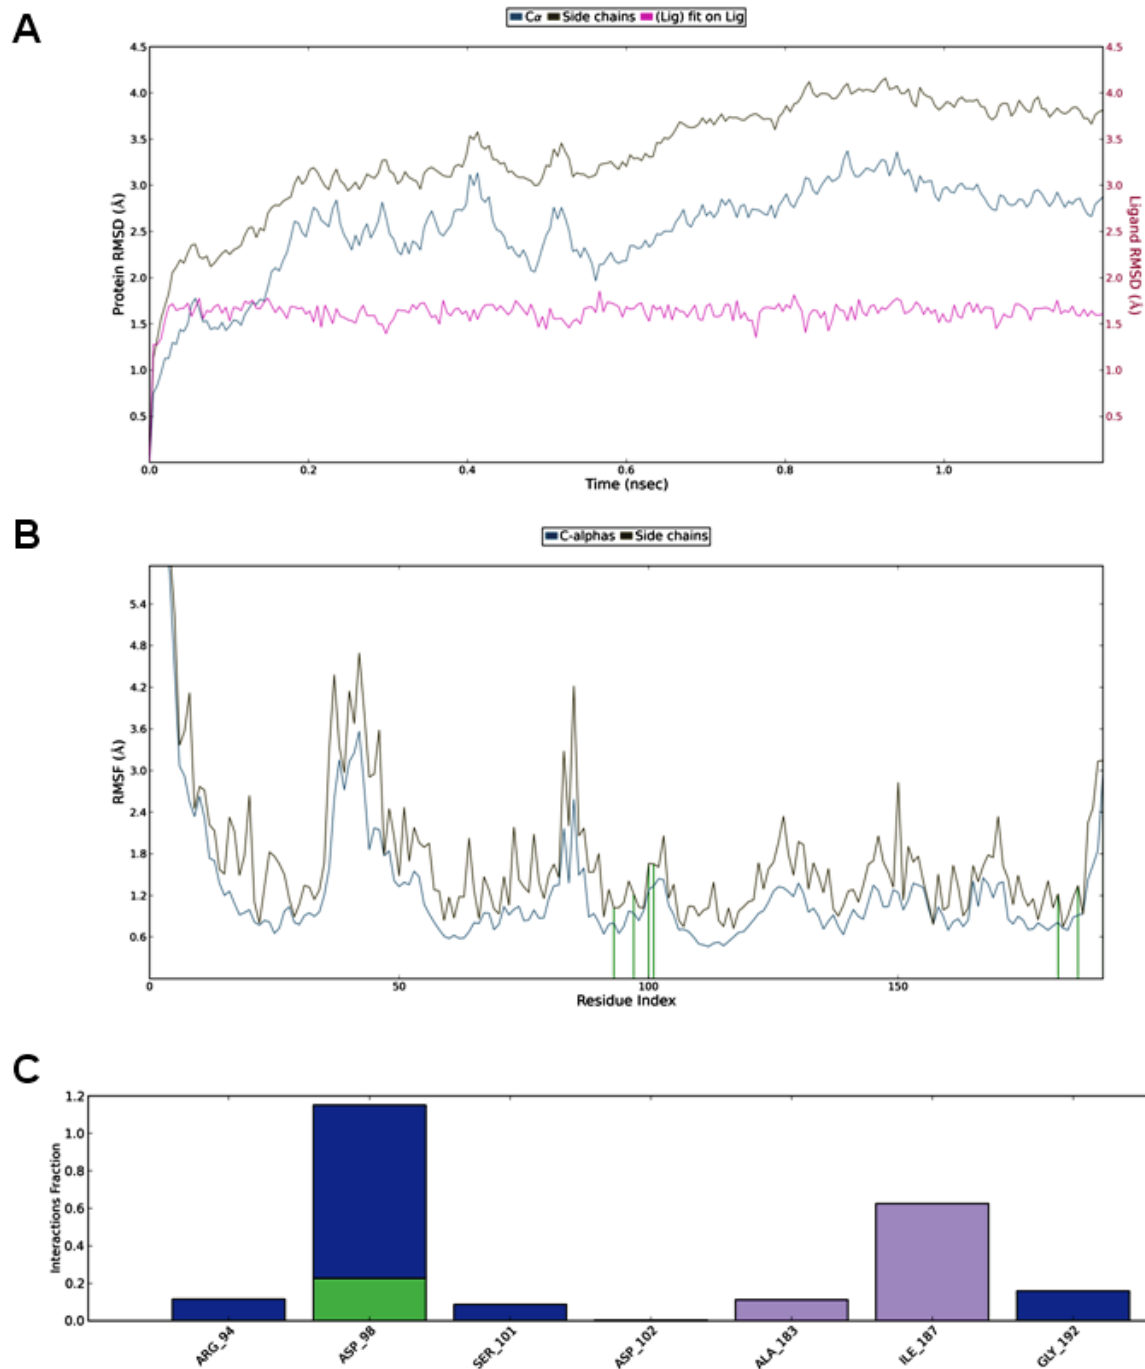 A
Cα Side chains (Lig) fit on Lig
4.5 4.5
4.0 4.0
3.5 3.5
3.0 3.0
2.5 2.5
2.0 2.0
1.5 1.5
1.0 1.0
0.5 0.5
Protein RMSD (Å)
Ligand RMSD (Å)
0.0 0.2 0.4 0.6 0.8 1.0
Time (nsec)
B
C-alphas Side chains
5.4
4.8
4.2
3.6
3.0
2.4
1.8
1.2
0.6
RMSF (Å)
0 50 100 150
Residue Index
C
1.2
1.0
0.8
0.6
0.4
0.2
0.0
Interactions Fraction
ARG_94 ASP_98 SER_101 ASP_102 ALA_183 ILE_187 GLY_192